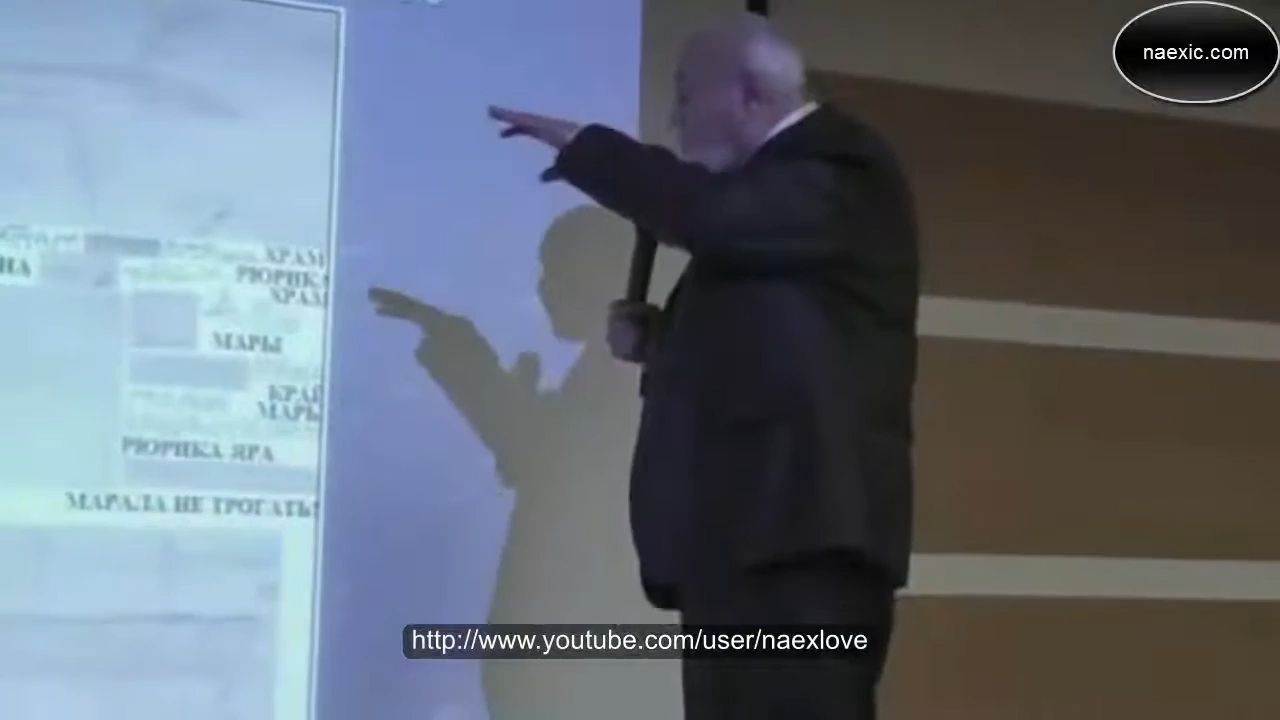 naexic.com
ХРАМ
НА
РЮРИКА
ХРАМ
МАРЫ
КРАЙ
МАРЫ
РЮРИКА ЯРА
МАРАЛА НЕ ТРОГАТЬ!
http://www.youtube.com/user/naexlove